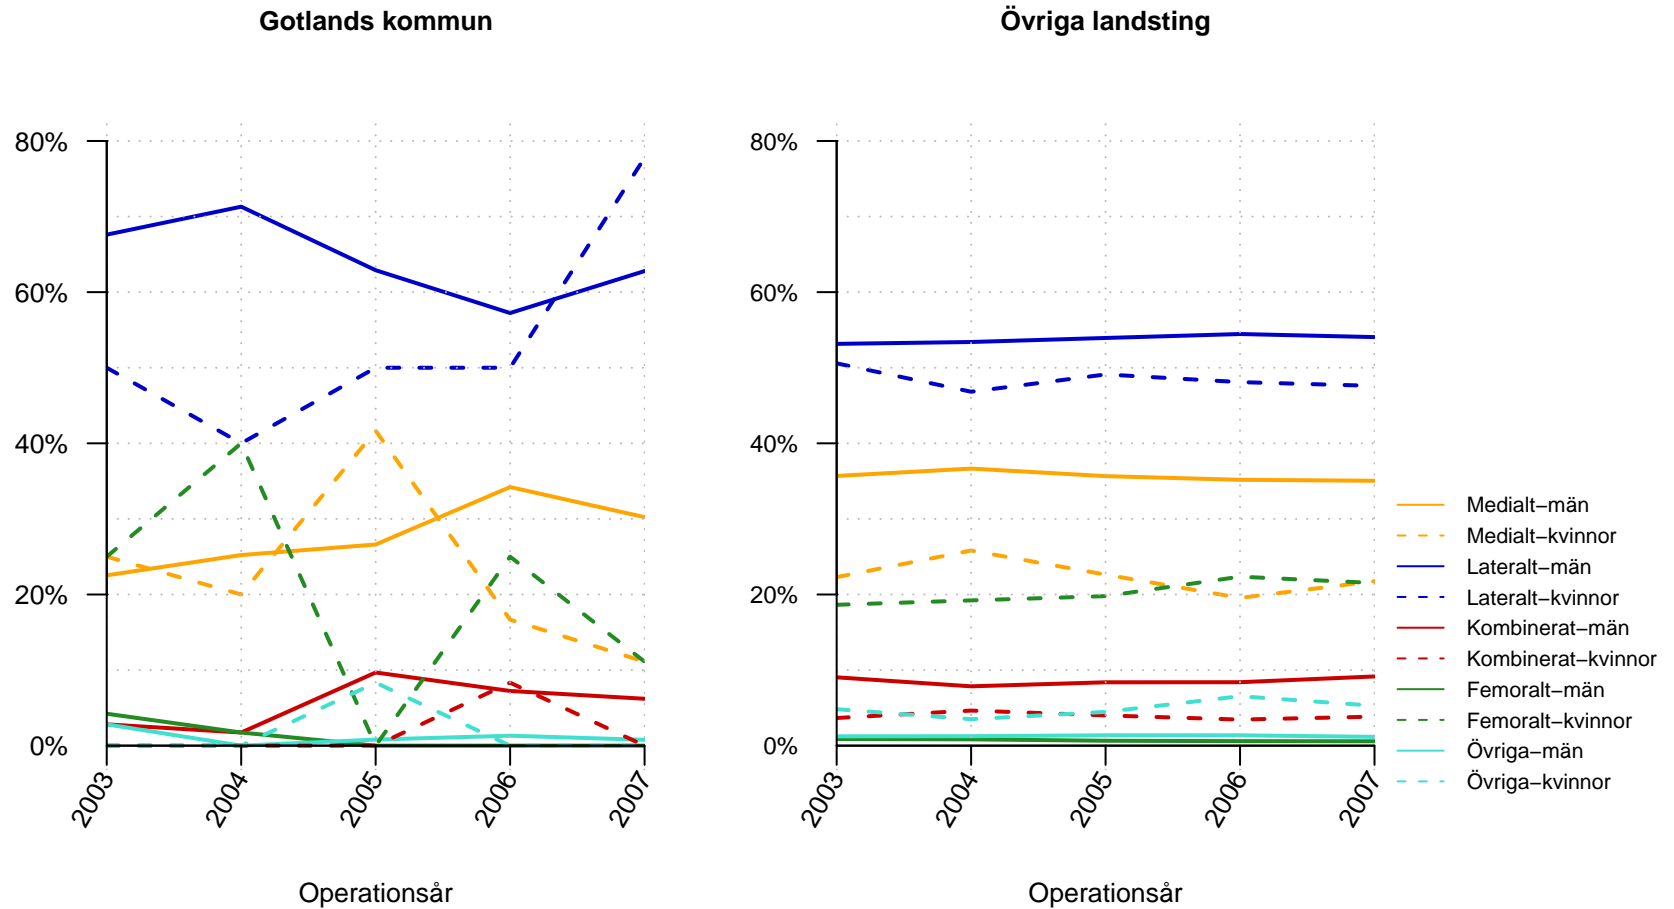 Gotlands kommun
80%
60%
40%
20%
0%
2003
2004
2005
2006
2007
Operationsår
Övriga landsting
80%
60%
40%
20%
0%
2003
2004
2005
2006
2007
Operationsår
Medialt−män
Medialt−kvinnor
Lateralt−män
Lateralt−kvinnor
Kombinerat−män
Kombinerat−kvinnor
Femoralt−män
Femoralt−kvinnor
Övriga−män
Övriga−kvinnor